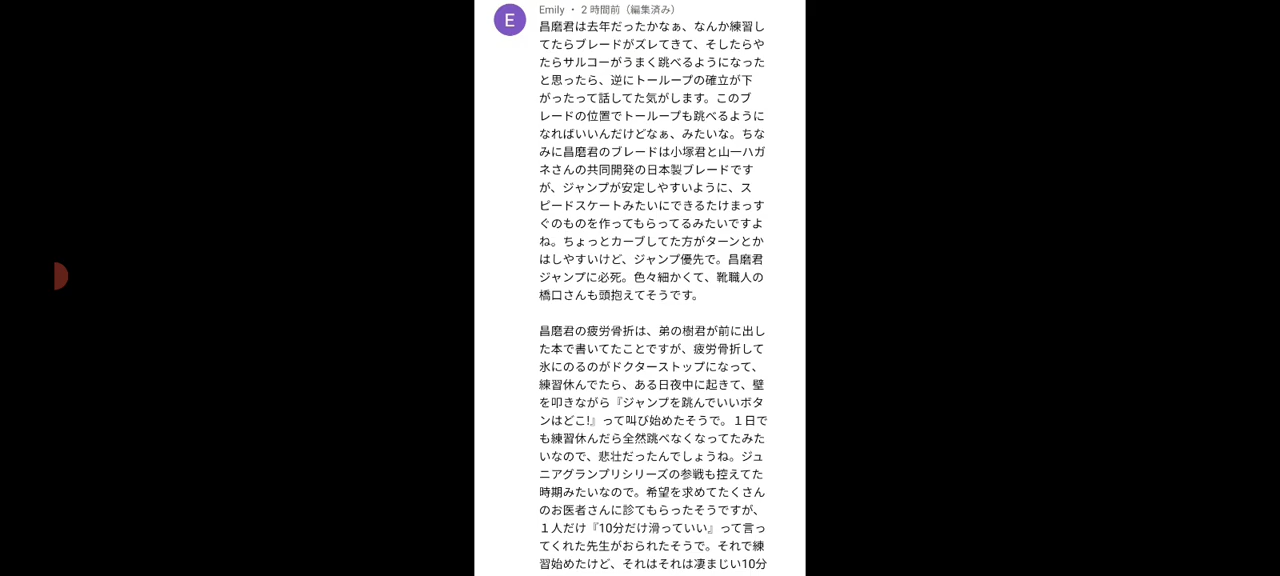 E
Emily ・ 2 時間前（編集済み）
昌磨君は去年だったかなぁ、なんか練習し
てたらブレードがズレてきて、そしたらや
たらサルコーがうまく跳べるようになった
と思ったら、逆にトーループの確立が下
がったって話してた気がします。このブ
レードの位置でトーループも跳べるように
なればいいんだけどなぁ、みたいな。ちな
みに昌磨君のブレードは小塚君と山一ハガ
ネさんの共同開発の日本製ブレードです
が、ジャンプが安定しやすいように、ス
ピードスケートみたいにできるたけまっす
ぐのものを作ってもらってるみたいですよ
ね。ちょっとカーブしてた方がターンとか
はしやすいけど、ジャンプ優先で。昌磨君
ジャンプに必死。色々細かくて、靴職人の
橋口さんも頭抱えてそうです。
昌磨君の疲労骨折は、弟の樹君が前に出し
た本で書いてたことですが、疲労骨折して
氷にのるのがドクターストップになって、
練習休んでたら、ある日夜中に起きて、壁
を叩きながら『ジャンプを跳んでいいボタ
ンはどこ!』って叫び始めたそうで。１日で
も練習休んだら全然跳べなくなってたみた
いなので、悲壮だったんでしょうね。ジュ
ニアグランプリシリーズの参戦も控えてた
時期みたいなので。希望を求めてたくさん
のお医者さんに診てもらったそうですが、
１人だけ『10分だけ滑っていい』って言っ
てくれた先生がおられたそうで。それで練
習始めたけど、それはそれは凄まじい10分